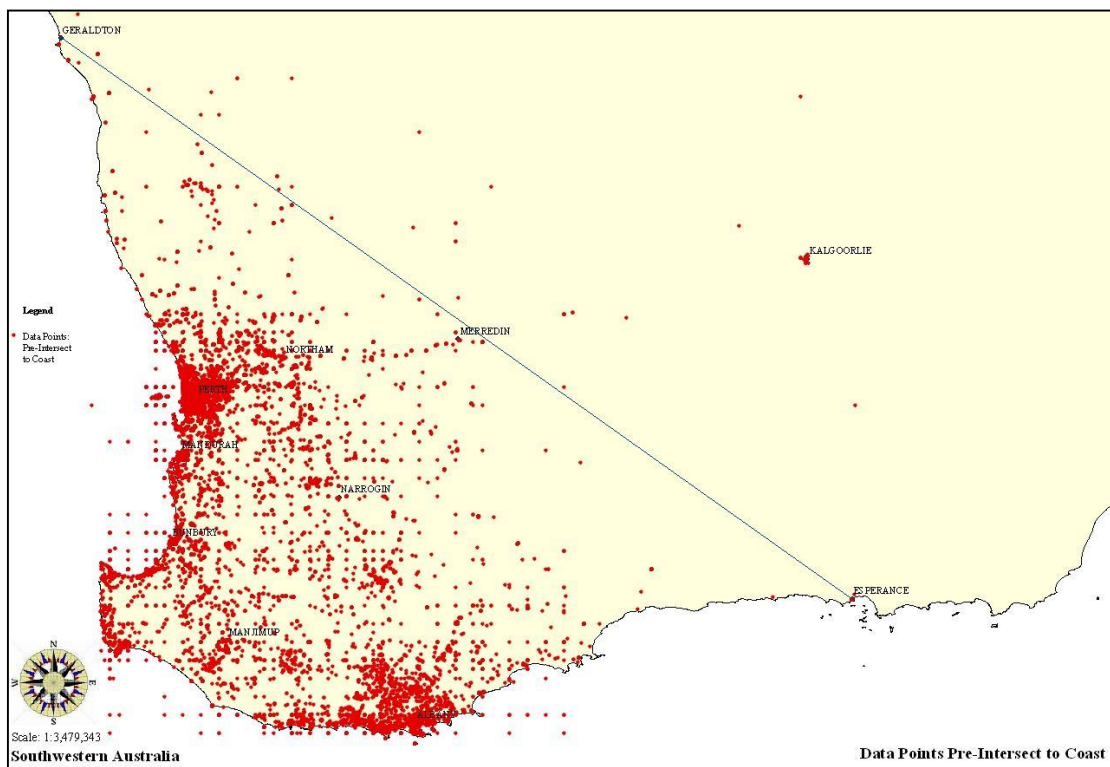 GERALDTON
KALGOORLIE
Legend
Data Points:
Pre-Intersect
to Coast
MERREDIN
NORTHAM
PERTH
MANDURAH
NARROGIN
BUNBURY
ESPERANCE
MANJIMUP
N
W
E
S
ALBANY
Scale: 1:3,479,343
Southwestern Australia
Data Points Pre-Intersect to Coast